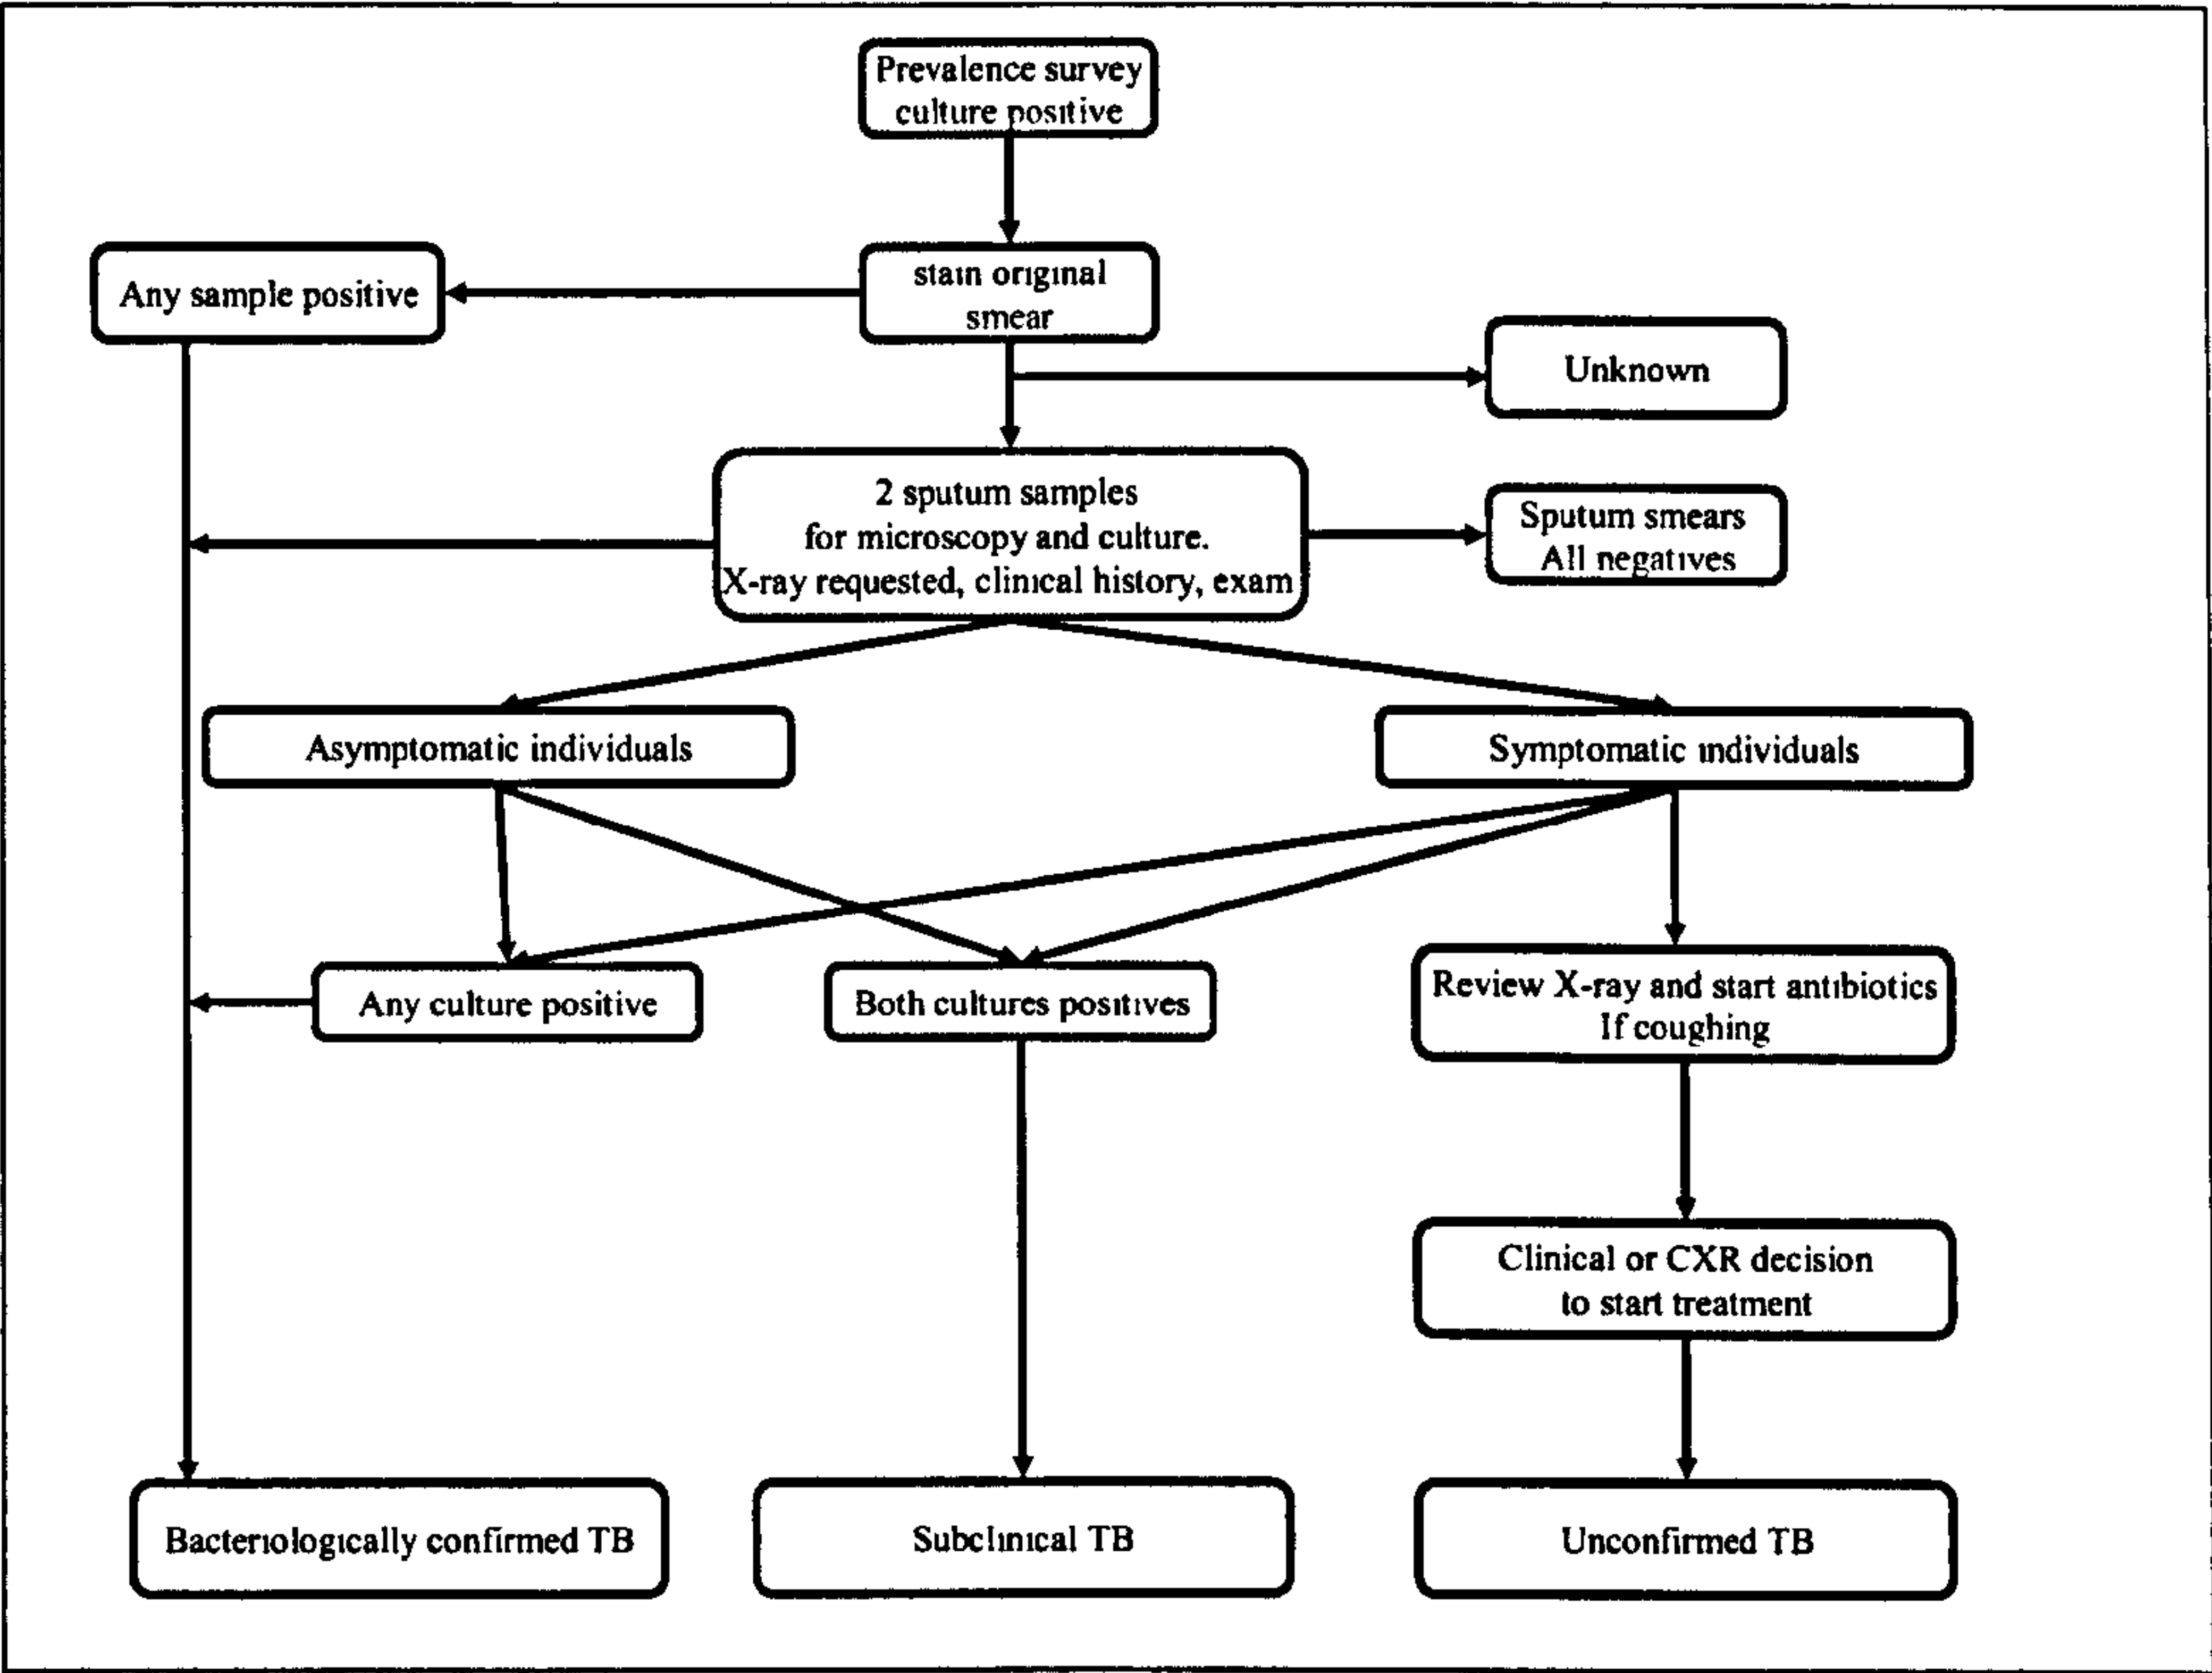 Prevalence survey
culture positive
Any sample positive
stain original
smear
Unknown
2 sputum samples
for microscopy and culture.
X-ray requested, clinical history, exam
Sputum smears
All negatives
Asymptomatic individuals
Symptomatic individuals
Any culture positive
Both cultures positives
Review X-ray and start antibiotics
If coughing
Clinical or CXR decision
to start treatment
Bacteriologically confirmed TB
Subclinical TB
Unconfirmed TB